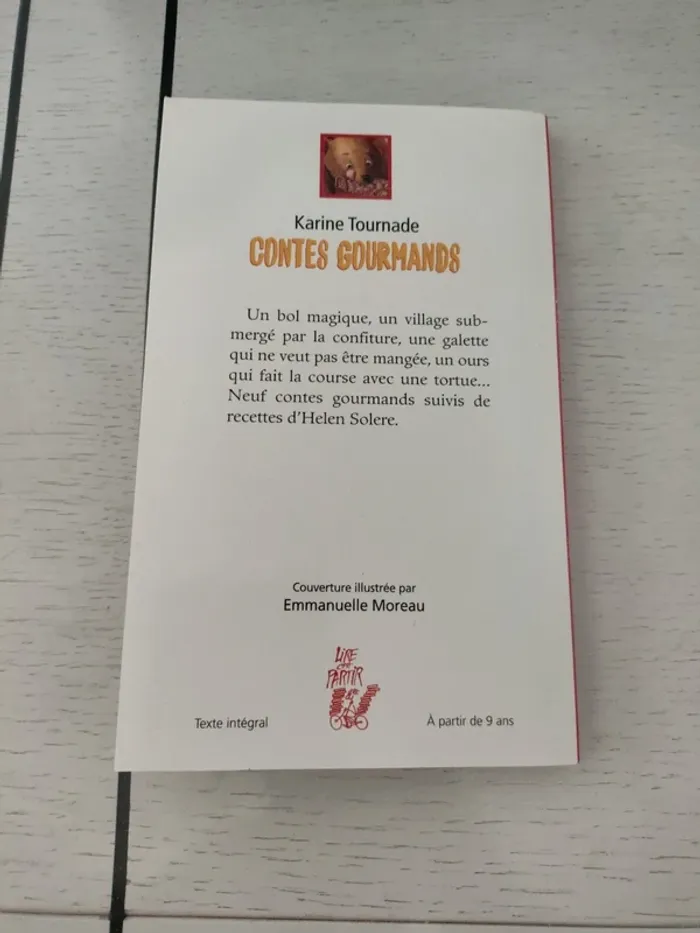 Karine Tournade
CONTES GOURMANDS
Un bol magique, un village sub-
mergé par la confiture, une galette
qui ne veut pas être mangée, un ours
qui fait la course avec une tortue...
Neuf contes gourmands suivis de
recettes d'Helen Solere.
Couverture illustrée par
Emmanuelle Moreau
LIRE
C'EST
PARTIR
Texte intégral
À partir de 9 ans